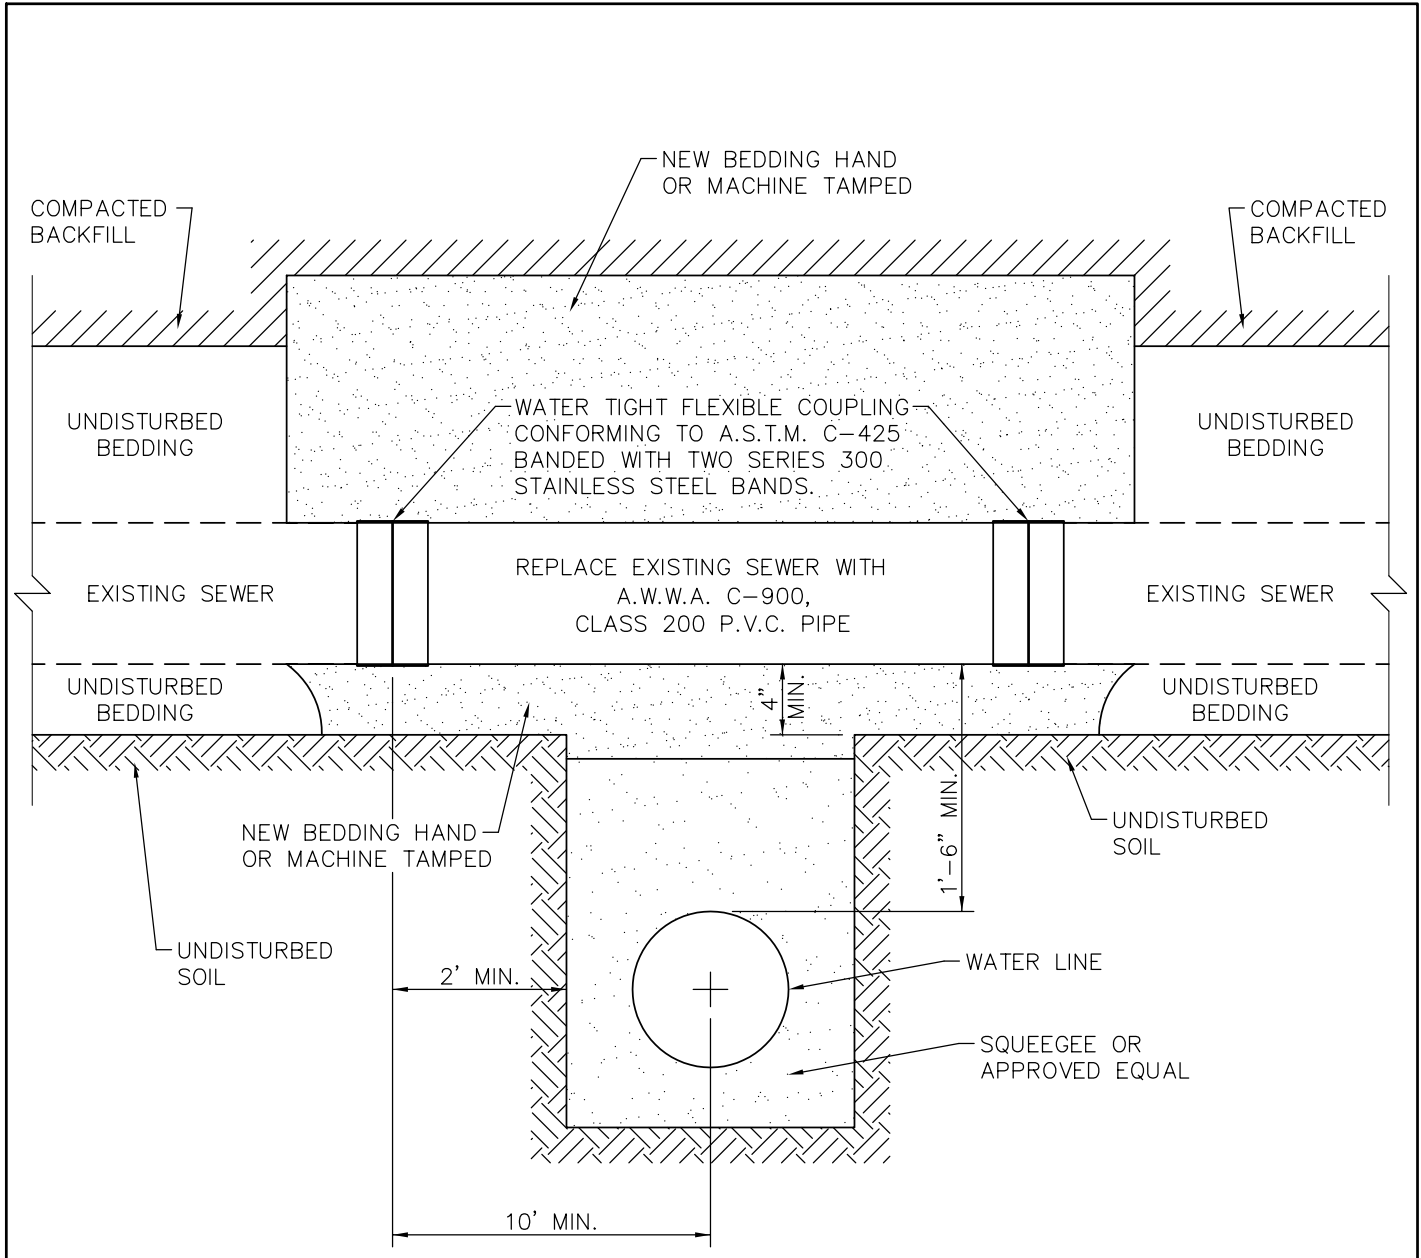 NEW BEDDING HAND
OR MACHINE TAMPED
COMPACTED
BACKFILL
COMPACTED
BACKFILL
UNDISTURBED
BEDDING
WATER TIGHT FLEXIBLE COUPLING
CONFORMING TO A.S.T.M. C-425
BANDED WITH TWO SERIES 300
STAINLESS STEEL BANDS.
UNDISTURBED
BEDDING
EXISTING SEWER
REPLACE EXISTING SEWER WITH
A.W.W.A. C-900,
CLASS 200 P.V.C. PIPE
EXISTING SEWER
UNDISTURBED
BEDDING
4"
MIN.
UNDISTURBED
BEDDING
NEW BEDDING HAND
OR MACHINE TAMPED
1'-6" MIN.
UNDISTURBED
SOIL
UNDISTURBED
SOIL
2' MIN.
WATER LINE
SQUEEGEE OR
APPROVED EQUAL
10' MIN.